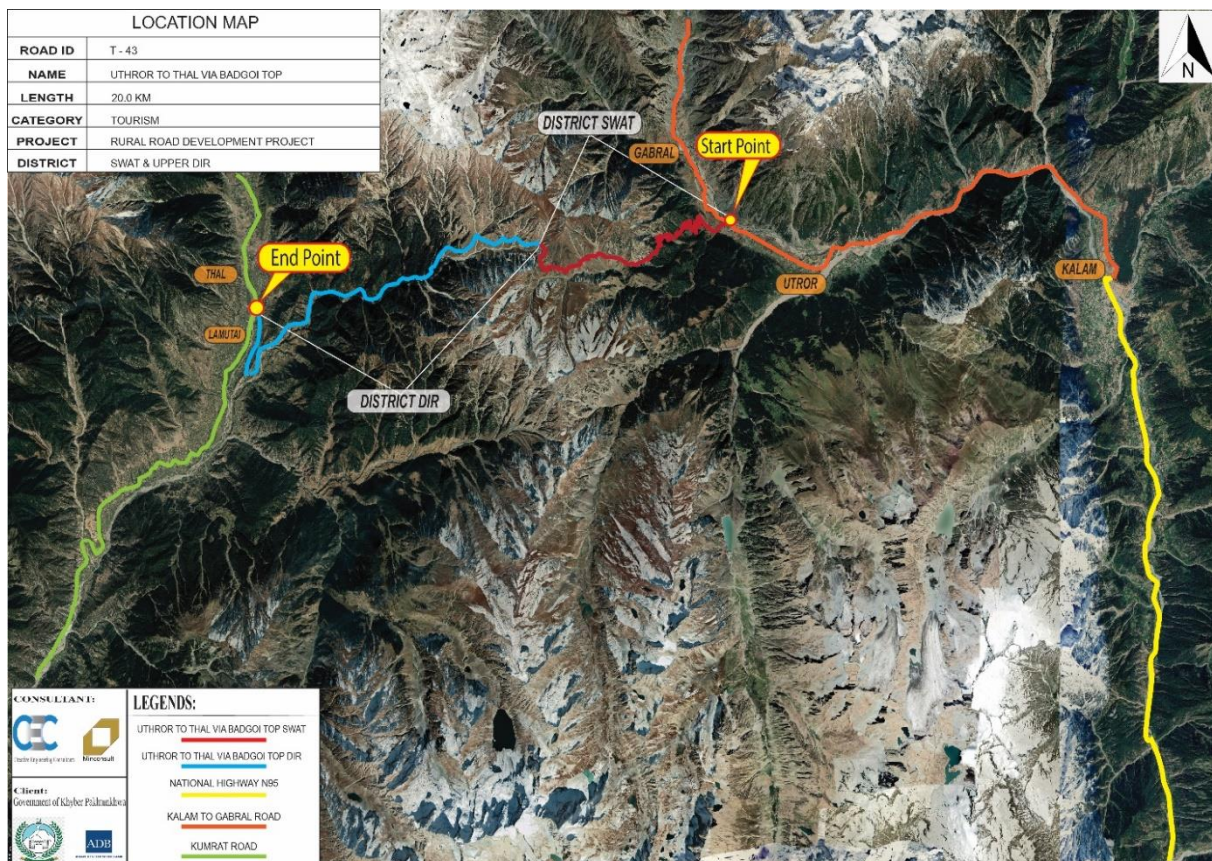 LOCATION MAP
ROAD ID T - 43
NAME UTHROR TO THAL VIA BADGOI TOP
LENGTH 20.0 KM
CATEGORY TOURISM
PROJECT RURAL ROAD DEVELOPMENT PROJECT
DISTRICT SWAT & UPPER DIR
N
DISTRICT SWAT
GABRAL
Start Point
THAL
End Point
UTROR
KALAM
LAMUTAI
DISTRICT DIR
CONSULTANT:
CEC
Minconsult
Client:
Government of Khyber Pakhtunkhwa
ADB
LEGENDS:
UTHROR TO THAL VIA BADGOI TOP SWAT
UTHROR TO THAL VIA BADGOI TOP DIR
NATIONAL HIGHWAY N95
KALAM TO GABRAL ROAD
KUMRAT ROAD